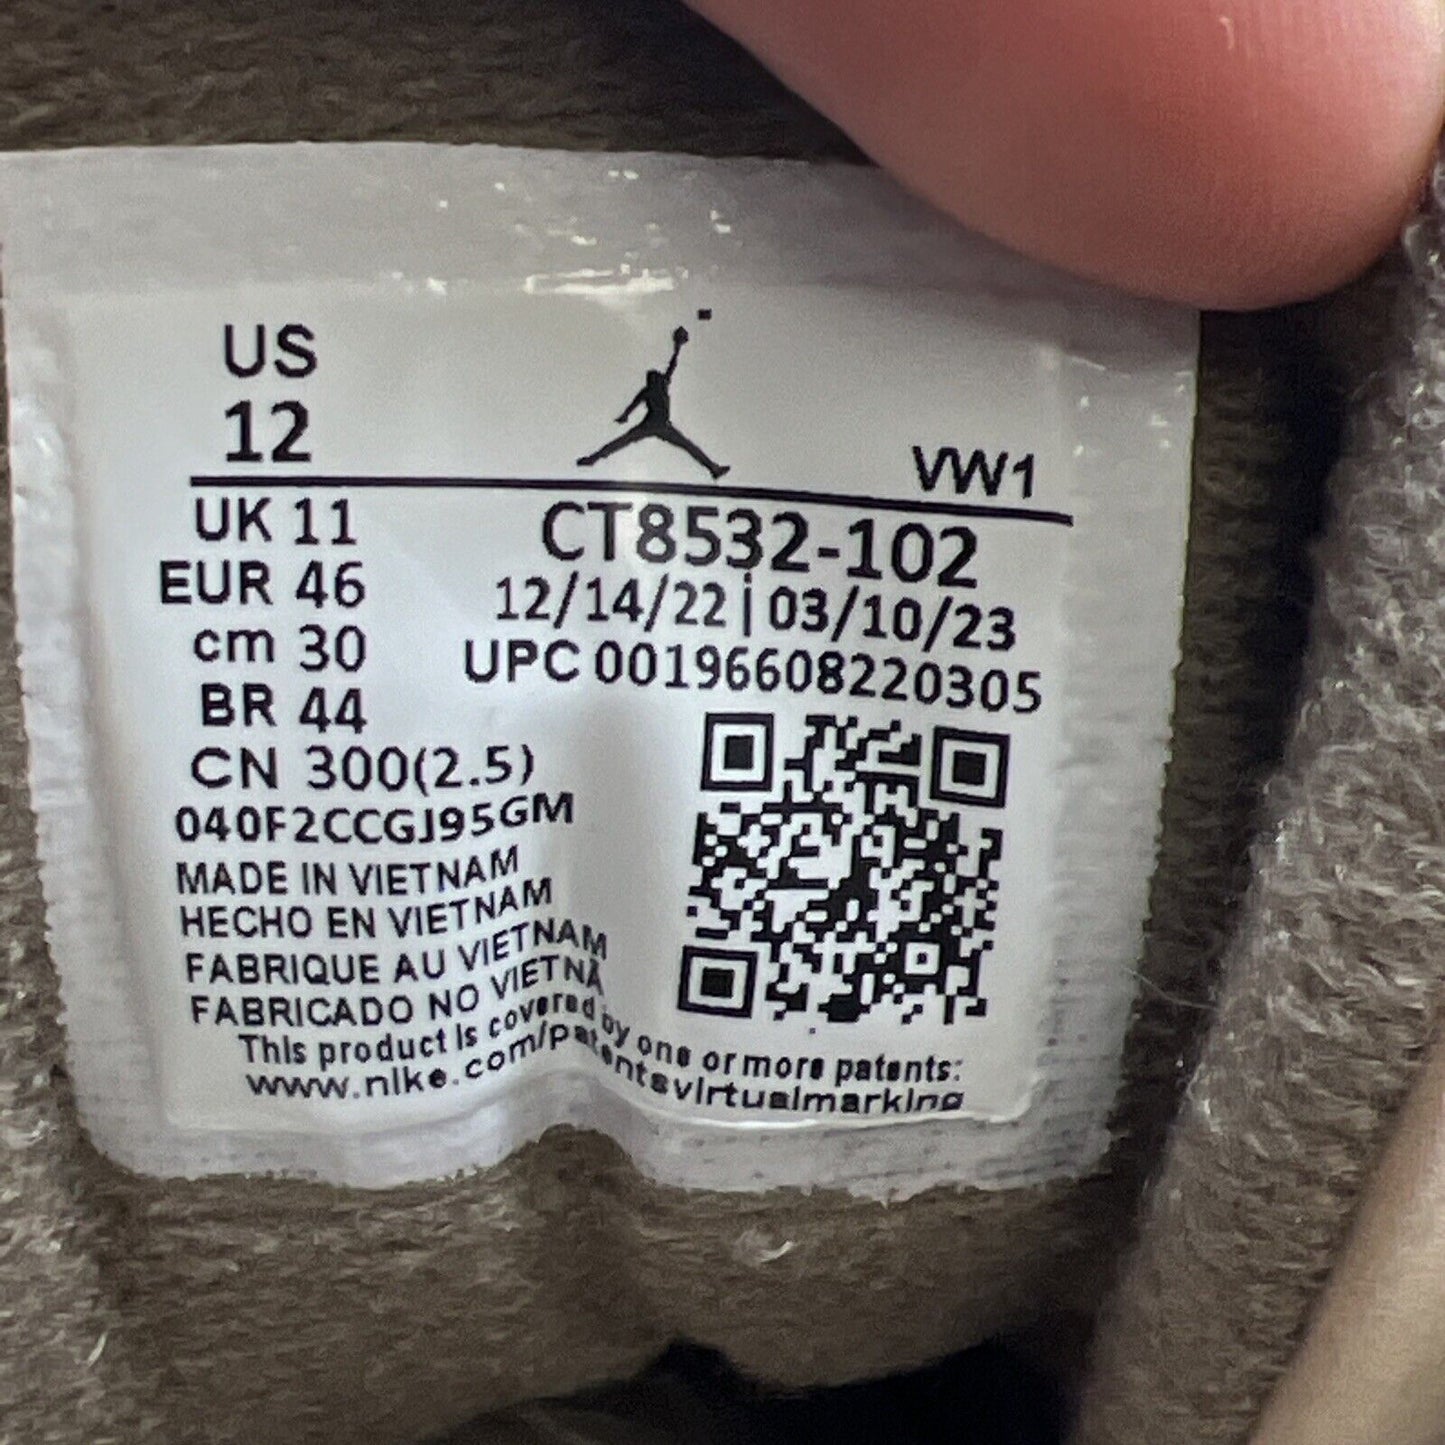 US
12
VW1
UK 11
CT8532-102
EUR 46
12/14/22 | 03/10/23
cm 30
UPC 00196608220305
BR 44
CN 300(2.5)
040F2CCGJ95GM
MADE IN VIETNAM
HECHO EN VIETNAM
FABRIQUE AU VIETNAM
FABRICADO NO VIETNÃ
This product is covered by one or more patents:
www.nike.com/patentsvirtualmarking